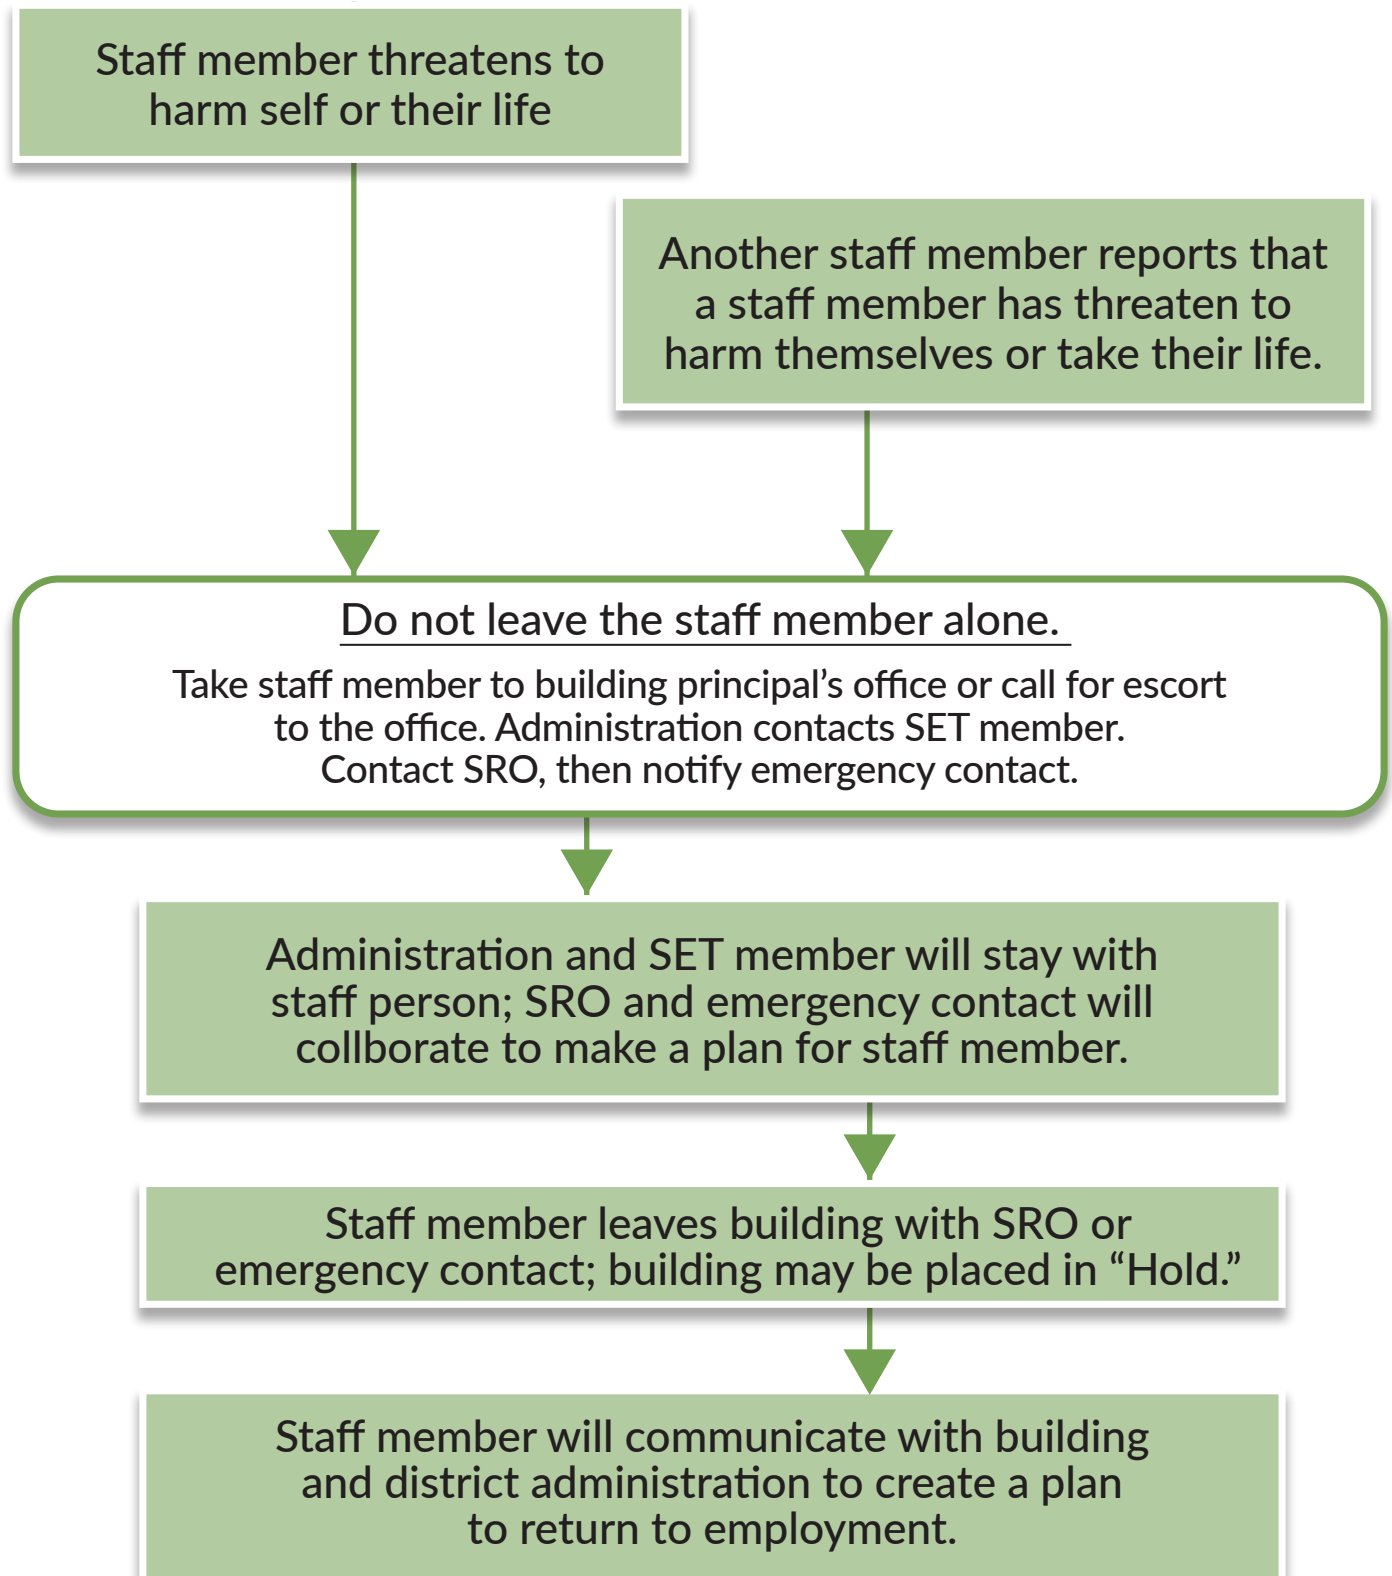 Staff member threatens to
harm self or their life
Another staff member reports that
a staff member has threaten to
harm themselves or take their life.
Do not leave the staff member alone.
Take staff member to building principal’s office or call for escort
to the office. Administration contacts SET member.
Contact SRO, then notify emergency contact.
Administration and SET member will stay with
staff person; SRO and emergency contact will
collborate to make a plan for staff member.
Staff member leaves building with SRO or
emergency contact; building may be placed in “Hold.”
Staff member will communicate with building
and district administration to create a plan
to return to employment.